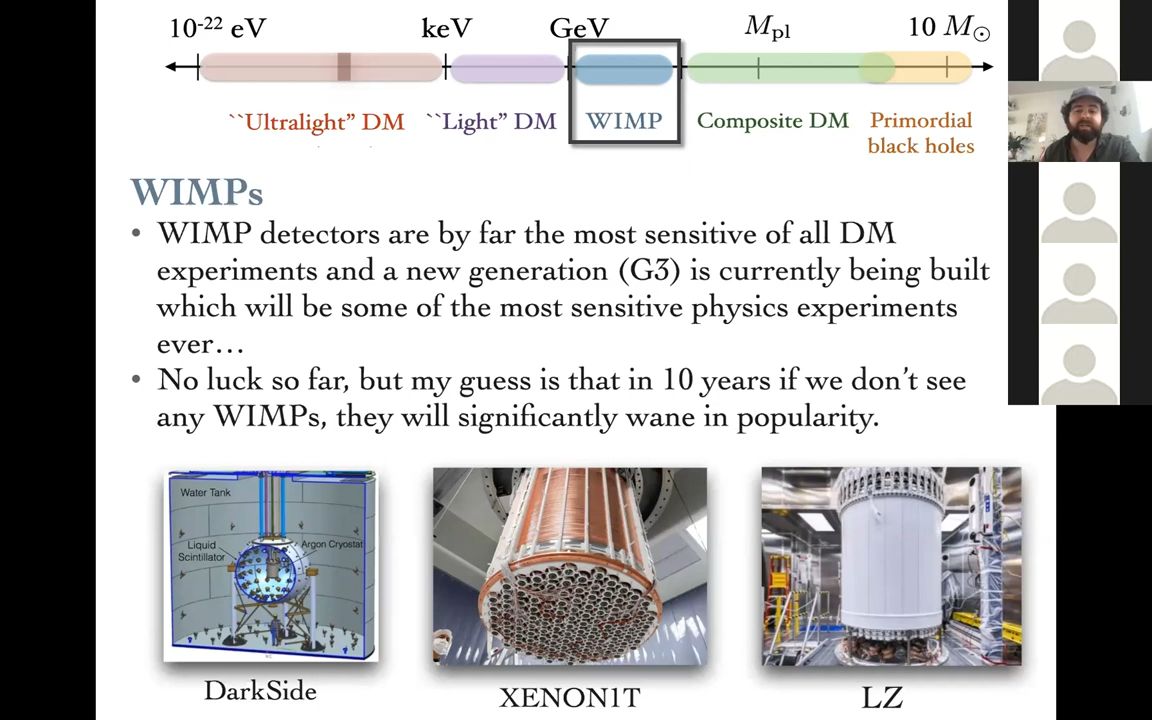 10-22 eV keV GeV Mpl 10 M⊙
``Ultralight” DM ``Light” DM WIMP Composite DM Primordial
black holes
WIMPs
• WIMP detectors are by far the most sensitive of all DM
experiments and a new generation (G3) is currently being built
which will be some of the most sensitive physics experiments
ever…
• No luck so far, but my guess is that in 10 years if we don’t see
any WIMPs, they will significantly wane in popularity.
Water Tank
Liquid Argon Cryostat
Scintillator
DarkSide XENON1T LZ